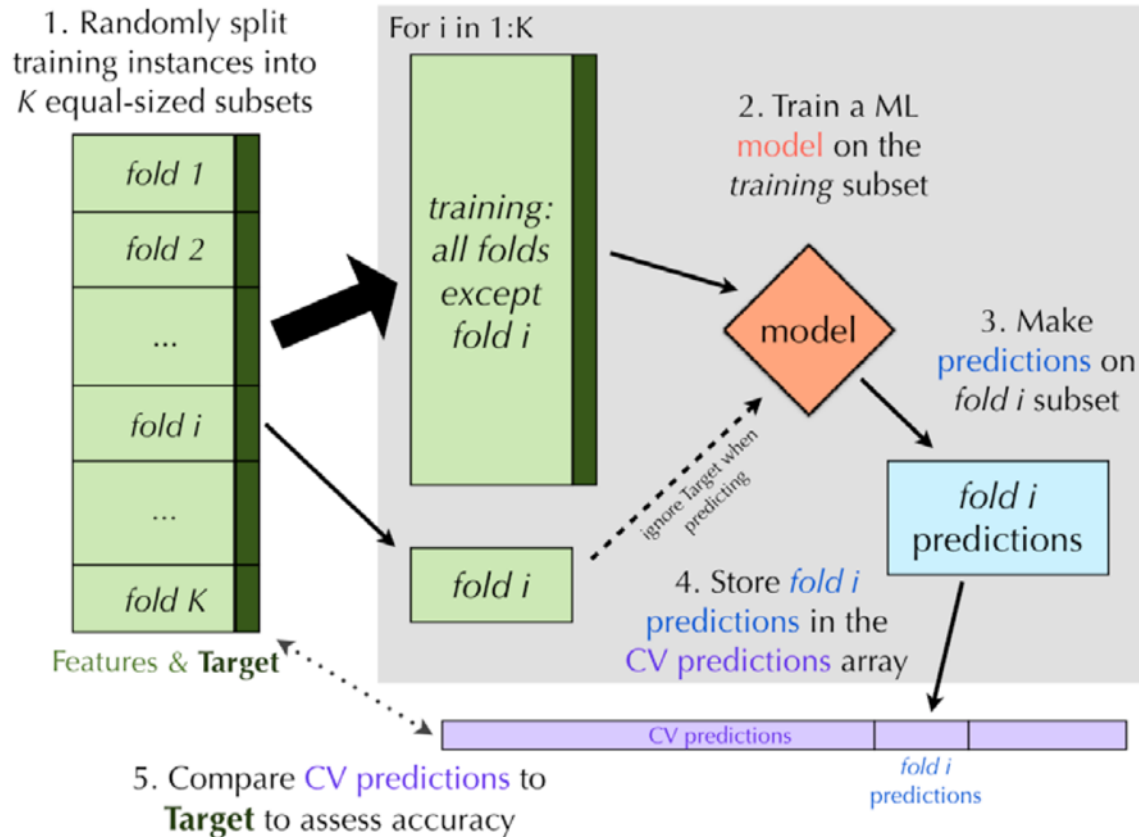 1. Randomly split
training instances into
K equal-sized subsets
fold 1
fold 2
...
fold i
...
fold K
Features & Target
For i in 1:K
training:
all folds
except
fold i
fold i
2. Train a ML
model on the
training subset
model
ignore Target when
predicting
3. Make
predictions on
fold i subset
fold i
predictions
4. Store fold i
predictions in the
CV predictions array
CV predictions
fold i
predictions
5. Compare CV predictions to
Target to assess accuracy